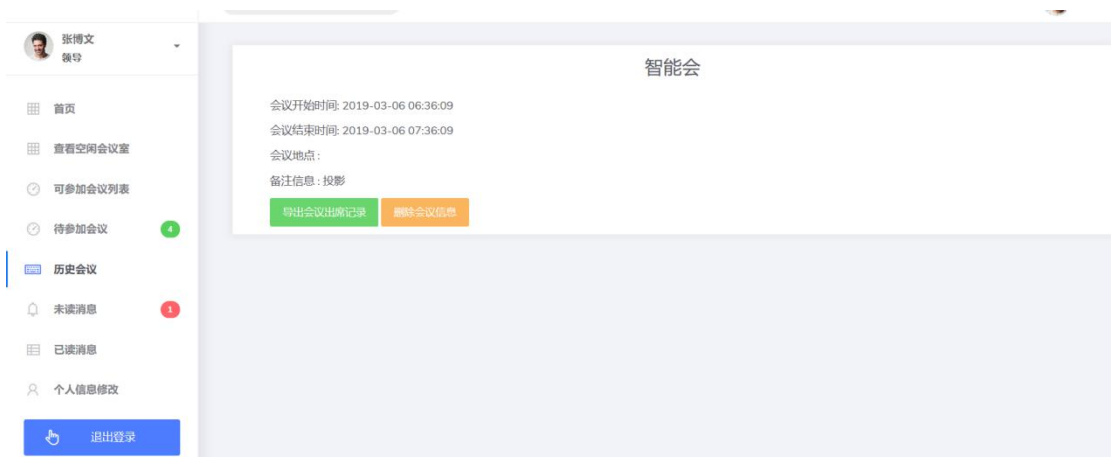 张博文
领导
首页
查看空闲会议室
可参加会议列表
待参加会议 4
历史会议
未读消息 1
已读消息
个人信息修改
退出登录
智能会
会议开始时间: 2019-03-06 06:36:09
会议结束时间: 2019-03-06 07:36:09
会议地点 :
备注信息 : 投影
导出会议出席记录 删除会议信息